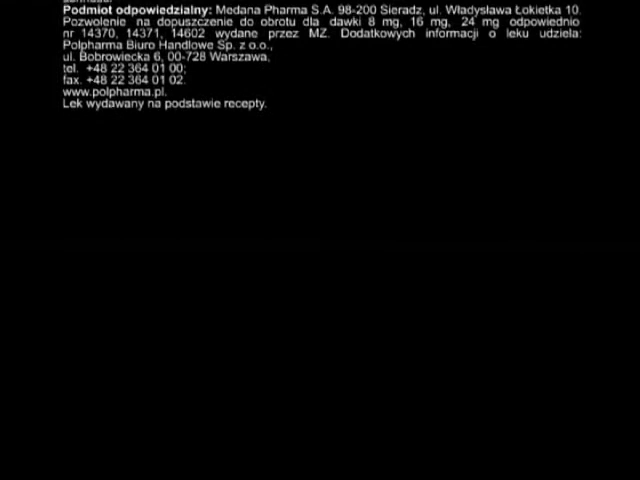 Podmiot odpowiedzialny: Medana Pharma S.A. 98-200 Sieradz, ul. Władysława Łokietka 10.
Pozwolenie na dopuszczenie do obrotu dla dawki 8 mg, 16 mg, 24 mg odpowiednio
nr 14370, 14371, 14602 wydane przez MZ. Dodatkowych informacji o leku udziela:
Polpharma Biuro Handlowe Sp. z o.o.,
ul. Bobrowiecka 6, 00-728 Warszawa,
tel. +48 22 364 01 00;
fax. +48 22 364 01 02.
www.polpharma.pl.
Lek wydawany na podstawie recepty.